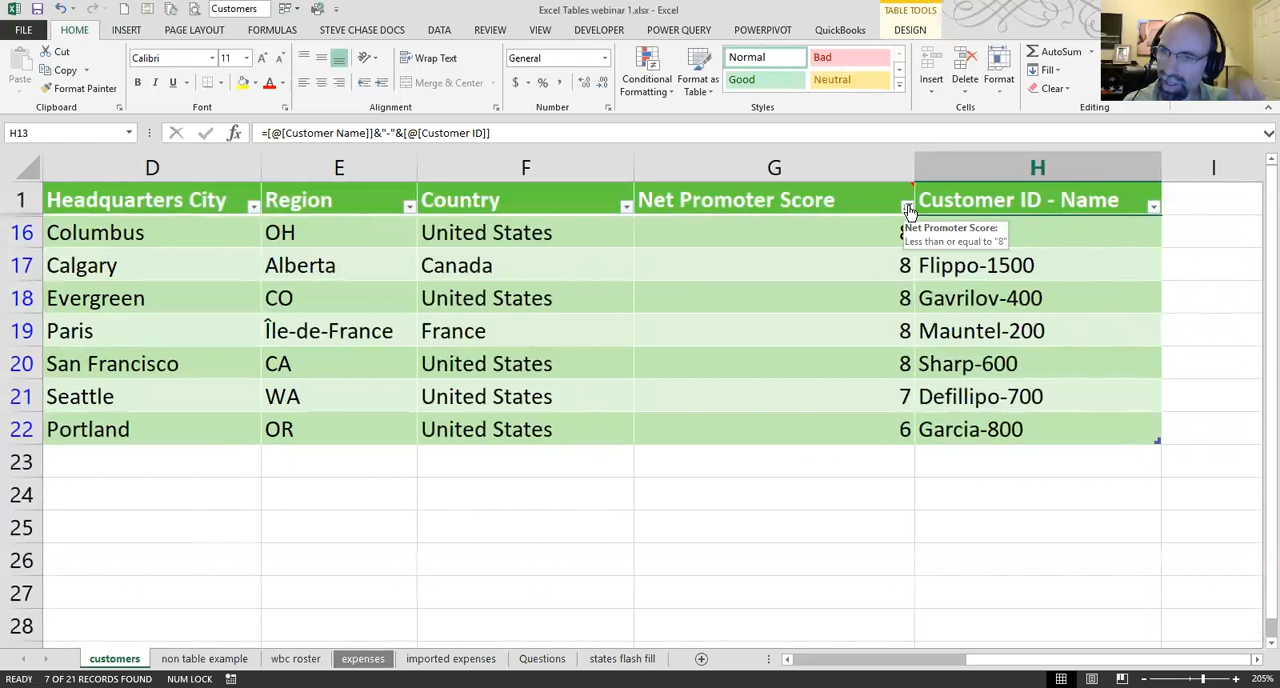 Customers
Excel Tables webinar 1.xlsx - Excel
TABLE TOOLS
FILE HOME INSERT PAGE LAYOUT FORMULAS STEVE CHASE DOCS DATA REVIEW VIEW DEVELOPER POWER QUERY POWERPIVOT QuickBooks DESIGN
Paste
Cut
Copy
Format Painter
Clipboard
Calibri 11
B I U
Font
Wrap Text
Merge & Center
Alignment
General
$ % ,
Number
Conditional Formatting
Format as Table
Normal Bad
Good Neutral
Styles
Insert Delete Format
Cells
AutoSum
Fill
Clear
Editing
H13 fx =[@[Customer Name]]&"-"&[@[Customer ID]]
D E F G H I
1 Headquarters City Region Country Net Promoter Score Customer ID - Name
16 Columbus OH United States 8
Net Promoter Score:
Less than or equal to "8"
17 Calgary Alberta Canada 8 Flippo-1500
18 Evergreen CO United States 8 Gavrilov-400
19 Paris Île-de-France France 8 Mauntel-200
20 San Francisco CA United States 8 Sharp-600
21 Seattle WA United States 7 Defillipo-700
22 Portland OR United States 6 Garcia-800
23
24
25
26
27
28
customers non table example wbc roster expenses imported expenses Questions states flash fill
READY 7 OF 21 RECORDS FOUND NUM LOCK 205%